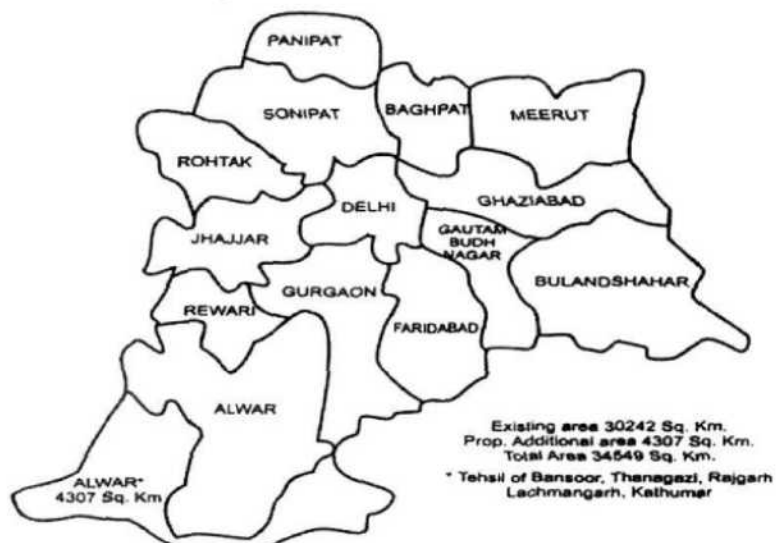 PANIPAT
SONIPAT
BAGHPAT
MEERUT
ROHTAK
GHAZIABAD
DELHI
JHAJJAR
GAUTAM
BUDH
NAGAR
BULANDSHAHAR
GURGAON
REWARI
FARIDABAD
ALWAR
ALWAR*
4307 Sq. Km
Existing area 30242 Sq. Km.
Prop. Additional area 4307 Sq. Km.
Total Area 34549 Sq. Km.
* Tehsil of Bansoor, Thanagazi, Rajgarh
Lachmangarh, Kathumar